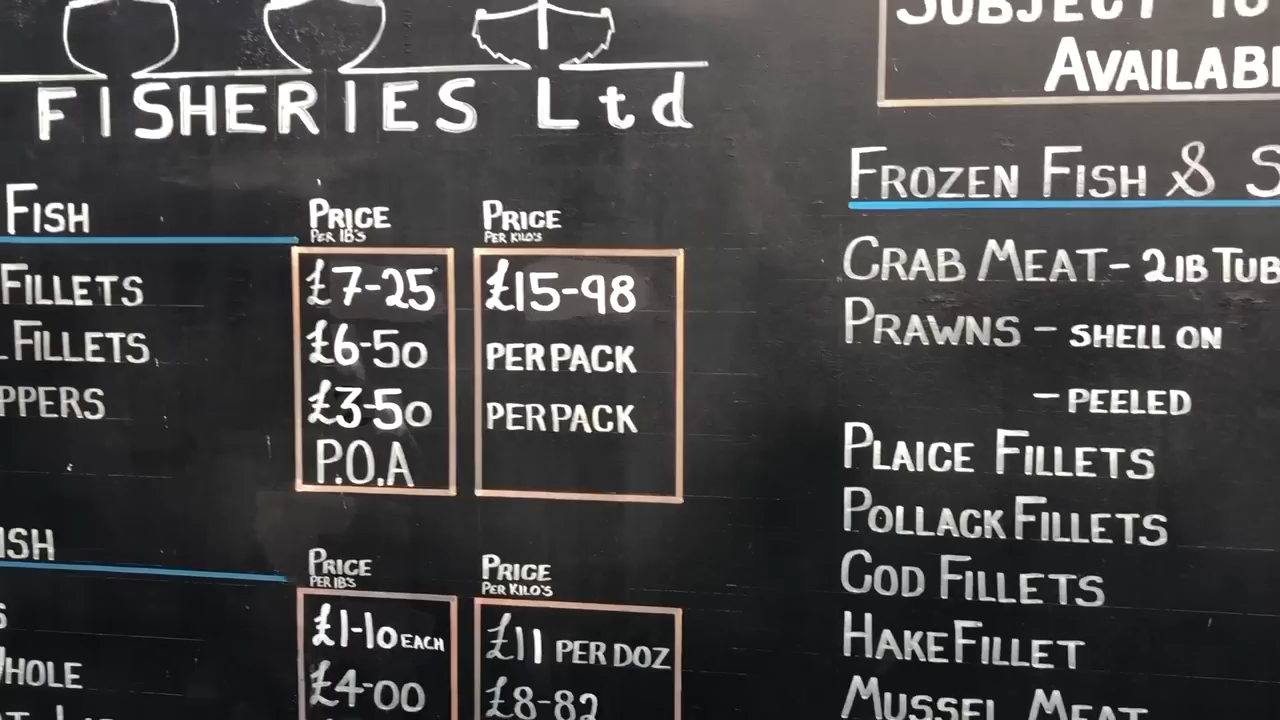 FISHERIES Ltd
FISH PRICE PER IB'S PRICE PER KILO'S
FILLETS £7-25 £15-98
FILLETS £6-50 PER PACK
PPERS £3-50 PER PACK
P.O.A
ISH PRICE PER IB'S PRICE PER KILO'S
S £1-10 EACH £11 PER DOZ
WHOLE £4-00 £8-82
SUBJECT TO
AVAILAB
FROZEN FISH & S
CRAB MEAT - 2IB TUB
PRAWNS - SHELL ON
- PEELED
PLAICE FILLETS
POLLACK FILLETS
COD FILLETS
HAKE FILLET
MUSSEL MEAT